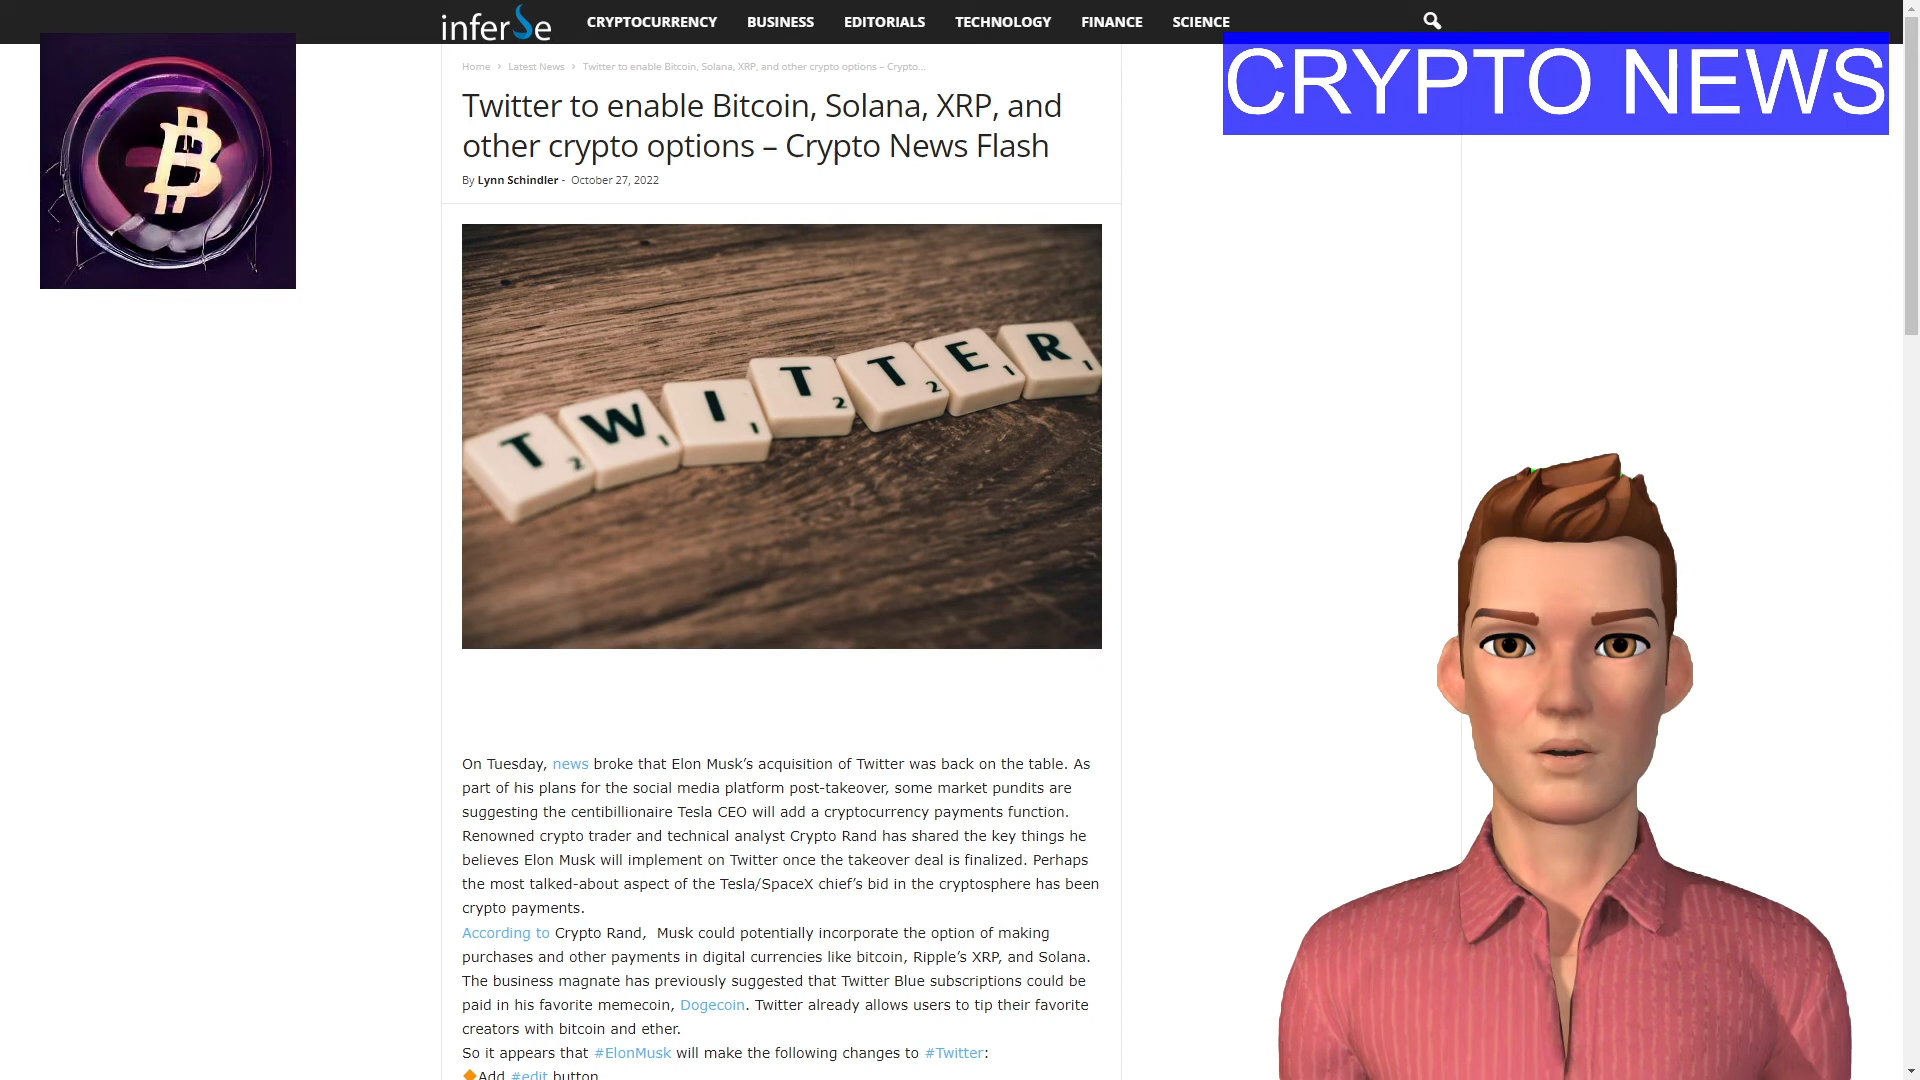 inferse CRYPTOCURRENCY BUSINESS EDITORIALS TECHNOLOGY FINANCE SCIENCE
CRYPTO NEWS
Home > Latest News > Twitter to enable Bitcoin, Solana, XRP, and other crypto options – Crypto...
Twitter to enable Bitcoin, Solana, XRP, and
other crypto options – Crypto News Flash
By Lynn Schindler - October 27, 2022
B
T2 W1 I1 T2 T2 E1 R1
On Tuesday, news broke that Elon Musk’s acquisition of Twitter was back on the table. As
part of his plans for the social media platform post-takeover, some market pundits are
suggesting the centibillionaire Tesla CEO will add a cryptocurrency payments function.
Renowned crypto trader and technical analyst Crypto Rand has shared the key things he
believes Elon Musk will implement on Twitter once the takeover deal is finalized. Perhaps
the most talked-about aspect of the Tesla/SpaceX chief’s bid in the cryptosphere has been
crypto payments.
According to Crypto Rand,  Musk could potentially incorporate the option of making
purchases and other payments in digital currencies like bitcoin, Ripple’s XRP, and Solana.
The business magnate has previously suggested that Twitter Blue subscriptions could be
paid in his favorite memecoin, Dogecoin. Twitter already allows users to tip their favorite
creators with bitcoin and ether.
So it appears that #ElonMusk will make the following changes to #Twitter:
🔶Add #edit button